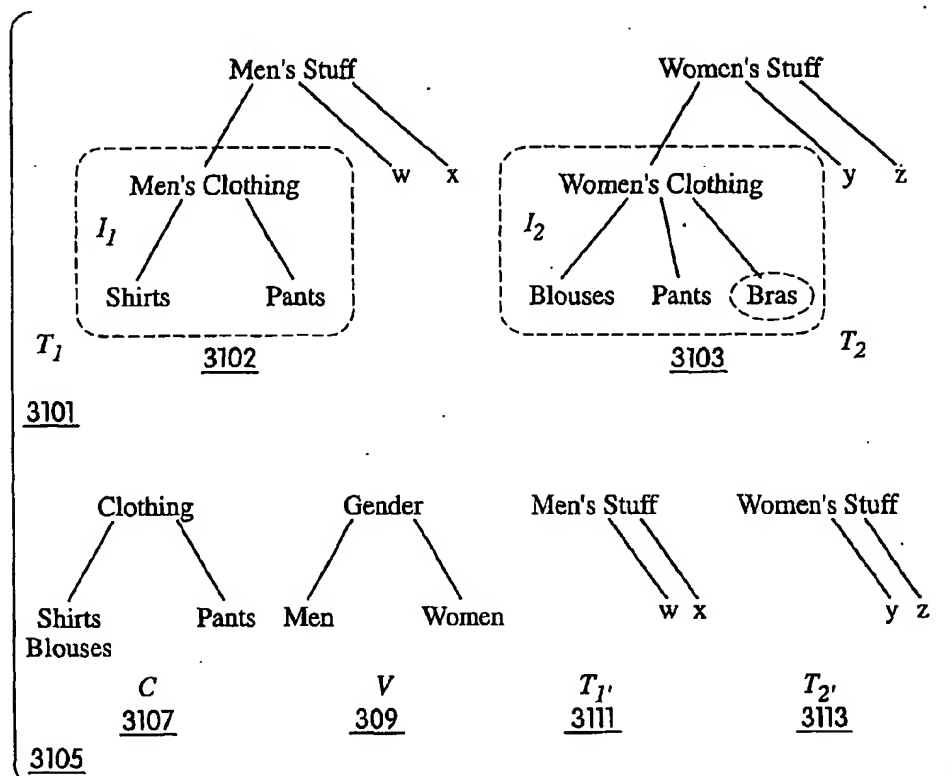 Men's Stuff Women's Stuff
w x y z
Men's Clothing Women's Clothing
I1 I2
Shirts Pants Blouses Pants Bras
T1 T2
3102 3103
3101
Clothing Gender Men's Stuff Women's Stuff
Shirts Pants Men Women w x y z
Blouses
C V T1' T2'
3107 309 3111 3113
3105